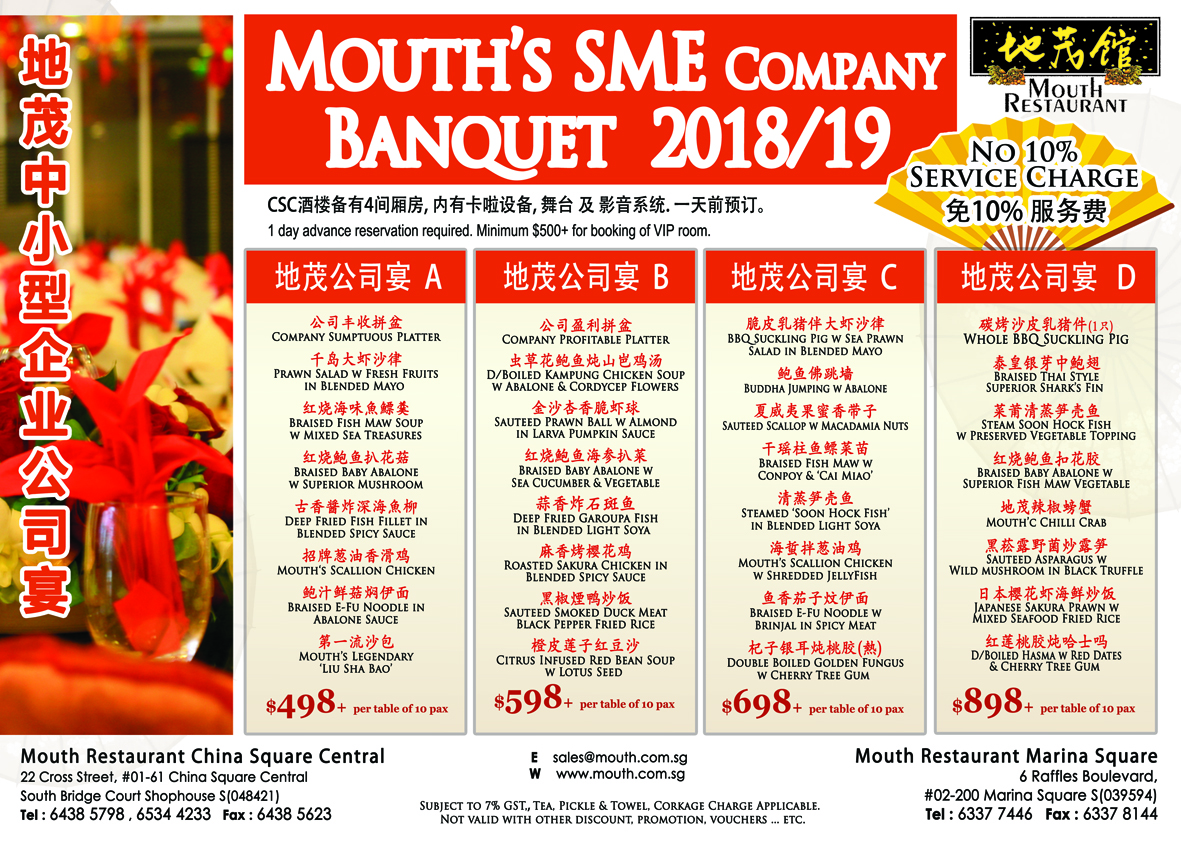 地茂中小型企业公司宴
MOUTH'S SME COMPANY
BANQUET 2018/19
地茂馆
MOUTH
RESTAURANT
NO 10%
SERVICE CHARGE
免10% 服务费
CSC酒楼备有4间厢房, 内有卡啦设备, 舞台 及 影音系统. 一天前预订。
1 day advance reservation required. Minimum $500+ for booking of VIP room.
地茂公司宴 A
公司丰收拼盆
COMPANY SUMPTUOUS PLATTER
千岛大虾沙律
PRAWN SALAD W FRESH FRUITS
IN BLENDED MAYO
红烧海味魚鰾羹
BRAISED FISH MAW SOUP
W MIXED SEA TREASURES
红烧鲍鱼扒花菇
BRAISED BABY ABALONE
W SUPERIOR MUSHROOM
古香醬炸深海魚柳
DEEP FRIED FISH FILLET IN
BLENDED SPICY SAUCE
招牌葱油香滑鸡
MOUTH'S SCALLION CHICKEN
鲍汁鲜菇焖伊面
BRAISED E-FU NOODLE IN
ABALONE SAUCE
第一流沙包
MOUTH'S LEGENDARY
'LIU SHA BAO'
$498+ per table of 10 pax
地茂公司宴 B
公司盈利拼盆
COMPANY PROFITABLE PLATTER
虫草花鲍鱼炖山芭鸡汤
D/BOILED KAMPUNG CHICKEN SOUP
W ABALONE & CORDYCEP FLOWERS
金沙杏香脆虾球
SAUTEED PRAWN BALL W ALMOND
IN LARVA PUMPKIN SAUCE
红烧鲍鱼海参扒菜
BRAISED BABY ABALONE W
SEA CUCUMBER & VEGETABLE
蒜香炸石斑鱼
DEEP FRIED GAROUPA FISH
IN BLENDED LIGHT SOYA
麻香烤樱花鸡
ROASTED SAKURA CHICKEN IN
BLENDED SPICY SAUCE
黑椒煙鸭炒饭
SAUTEED SMOKED DUCK MEAT
BLACK PEPPER FRIED RICE
橙皮莲子红豆沙
CITRUS INFUSED RED BEAN SOUP
W LOTUS SEED
$598+ per table of 10 pax
地茂公司宴 C
脆皮乳猪伴大虾沙律
BBQ SUCKLING PIG W SEA PRAWN
SALAD IN BLENDED MAYO
鲍鱼佛跳墙
BUDDHA JUMPING W ABALONE
夏威夷果蜜香带子
SAUTEED SCALLOP W MACADAMIA NUTS
干瑶柱鱼鳔菜苗
BRAISED FISH MAW W
CONPOY & 'CAI MIAO'
清蒸笋壳鱼
STEAMED 'SOON HOCK FISH'
IN BLENDED LIGHT SOYA
海蜇拌葱油鸡
MOUTH'S SCALLION CHICKEN
W SHREDDED JELLYFISH
鱼香茄子炆伊面
BRAISED E-FU NOODLE W
BRINJAL IN SPICY MEAT
杞子银耳炖桃胶(热)
DOUBLE BOILED GOLDEN FUNGUS
W CHERRY TREE GUM
$698+ per table of 10 pax
地茂公司宴 D
碳烤沙皮乳猪件(1只)
WHOLE BBQ SUCKLING PIG
泰皇银芽中鲍翅
BRAISED THAI STYLE
SUPERIOR SHARK'S FIN
菜莆清蒸笋壳鱼
STEAM SOON HOCK FISH
W PRESERVED VEGETABLE TOPPING
红烧鲍鱼扣花胶
BRAISED BABY ABALONE W
SUPERIOR FISH MAW VEGETABLE
地茂辣椒螃蟹
MOUTH'C CHILLI CRAB
黑菘露野菌炒露笋
SAUTEED ASPARAGUS W
WILD MUSHROOM IN BLACK TRUFFLE
日本樱花虾海鲜炒饭
JAPANESE SAKURA PRAWN W
MIXED SEAFOOD FRIED RICE
红莲桃胶炖哈士吗
D/BOILED HASMA W RED DATES
& CHERRY TREE GUM
$898+ per table of 10 pax
Mouth Restaurant China Square Central
22 Cross Street, #01-61 China Square Central
South Bridge Court Shophouse S(048421)
Tel : 6438 5798 , 6534 4233 Fax : 6438 5623
E sales@mouth.com.sg
W www.mouth.com.sg
SUBJECT TO 7% GST,, TEA, PICKLE & TOWEL, CORKAGE CHARGE APPLICABLE.
NOT VALID WITH OTHER DISCOUNT, PROMOTION, VOUCHERS ... ETC.
Mouth Restaurant Marina Square
6 Raffles Boulevard,
#02-200 Marina Square S(039594)
Tel : 6337 7446 Fax : 6337 8144